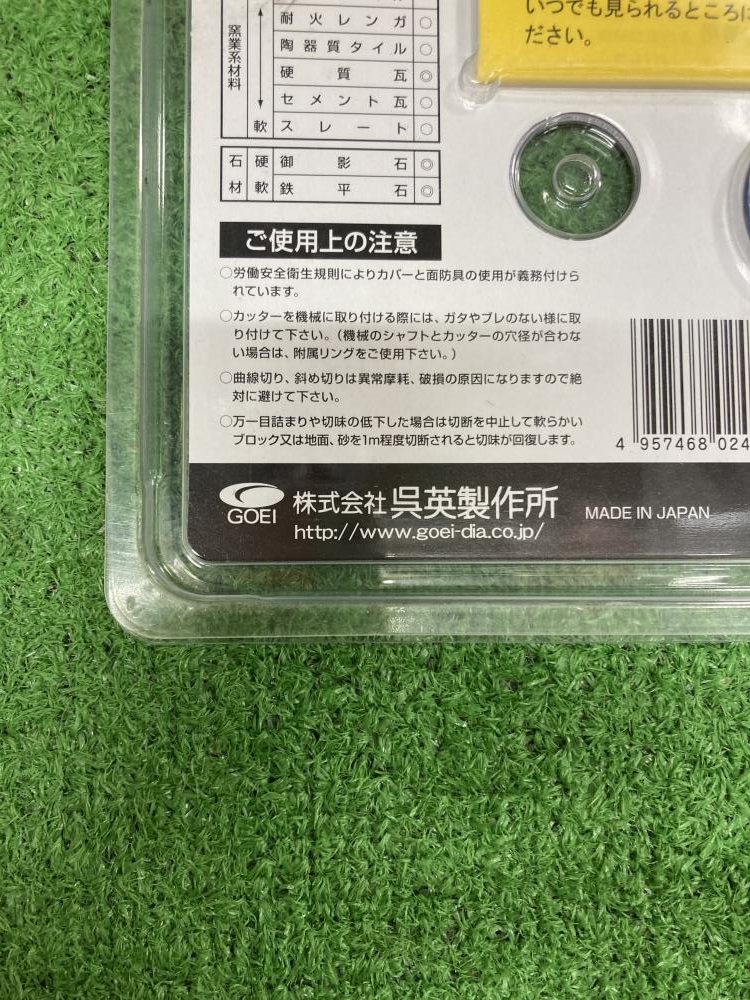 いつでも見られるところに
ださい。
窯業系材料
耐火レンガ ○
陶器質タイル ○
硬質瓦 ◎
セメント瓦 ○
軟 スレート ○
石材 硬 御影石 ◎
軟 鉄平石 ◎
ご使用上の注意
○労働安全衛生規則によりカバーと面防具の使用が義務付けら
れています。
○カッターを機械に取り付ける際には、ガタやブレのない様に取
り付けて下さい。（機械のシャフトとカッターの穴径が合わな
い場合は、附属リングをご使用下さい。）
○曲線切り、斜め切りは異常摩耗、破損の原因になりますので絶
対に避けて下さい。
○万一目詰まりや切味の低下した場合は切断を中止して軟らかい
ブロック又は地面、砂を1m程度切断されると切味が回復します。
4 957468 024
GOEI 株式会社 呉英製作所 MADE IN JAPAN
http://www.goei-dia.co.jp/